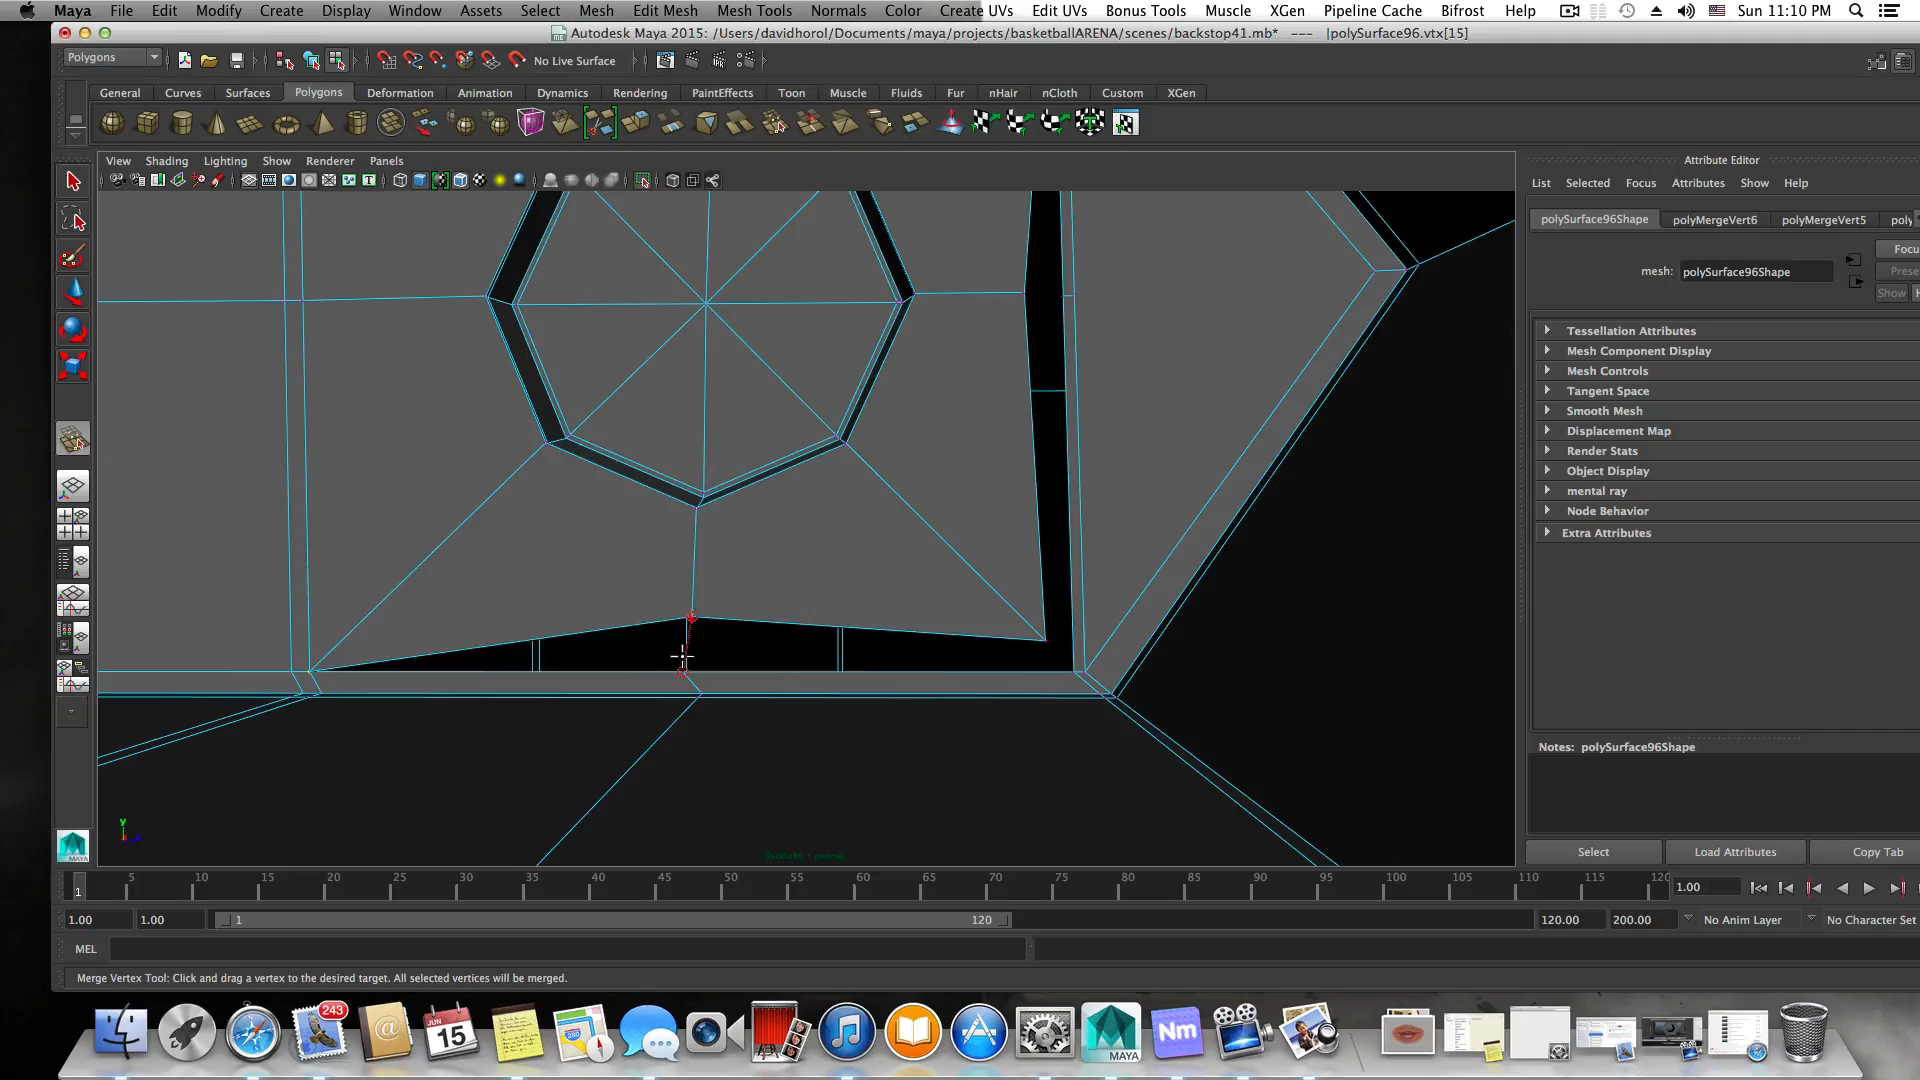 Maya File Edit Modify Create Display Window Assets Select Mesh Edit Mesh Mesh Tools Normals Color Create UVs Edit UVs Bonus Tools Muscle XGen Pipeline Cache Bifrost Help Sun 11:10 PM
Autodesk Maya 2015: /Users/davidhorol/Documents/maya/projects/basketballARENA/scenes/backstop41.mb* --- |polySurface96.vtx[15]
Polygons No Live Surface
General Curves Surfaces Polygons Deformation Animation Dynamics Rendering PaintEffects Toon Muscle Fluids Fur nHair nCloth Custom XGen
View Shading Lighting Show Renderer Panels
Attribute Editor
List Selected Focus Attributes Show Help
polySurface96Shape polyMergeVert6 polyMergeVert5 poly
Focu
mesh: polySurface96Shape
Prese
Show H
Tessellation Attributes
Mesh Component Display
Mesh Controls
Tangent Space
Smooth Mesh
Displacement Map
Render Stats
Object Display
mental ray
Node Behavior
Extra Attributes
Notes: polySurface96Shape
y
Isolate : persp
Select Load Attributes Copy Tab
MAYA
1 5 10 15 20 25 30 35 40 45 50 55 60 65 70 75 80 85 90 95 100 105 110 115 120 1.00
1.00 1.00 1 120 120.00 200.00 No Anim Layer No Character Set
MEL
Merge Vertex Tool: Click and drag a vertex to the desired target. All selected vertices will be merged.
243
JUN
15
280
MAYA
Nm